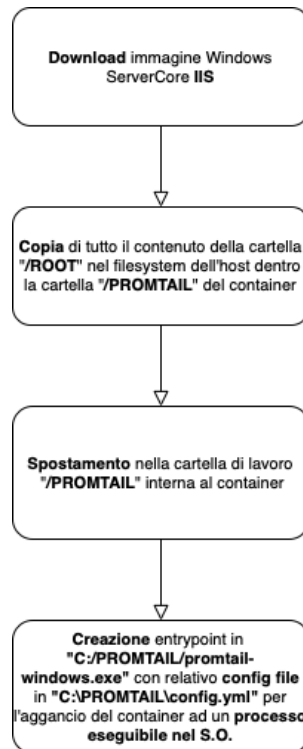 Download immagine Windows
ServerCore IIS
Copia di tutto il contenuto della cartella
"/ROOT" nel filesystem dell'host dentro
la cartella "/PROMTAIL" del container
Spostamento nella cartella di lavoro
"/PROMTAIL" interna al container
Creazione entrypoint in
"C:/PROMTAIL/promtail-
windows.exe" con relativo config file
in "C:\PROMTAIL\config.yml" per
l'aggancio del container ad un processo
eseguibile nel S.O.